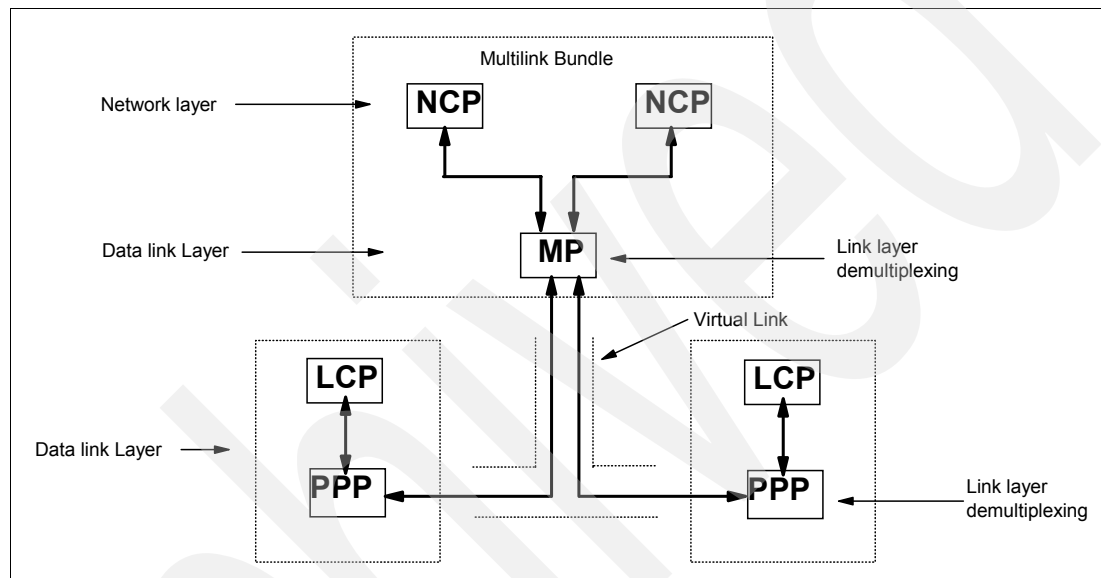 Multilink Bundle
Network layer
NCP
NCP
Data link Layer
MP
Link layer
demultiplexing
Virtual Link
LCP
LCP
Data link Layer
PPP
PPP
Link layer
demultiplexing